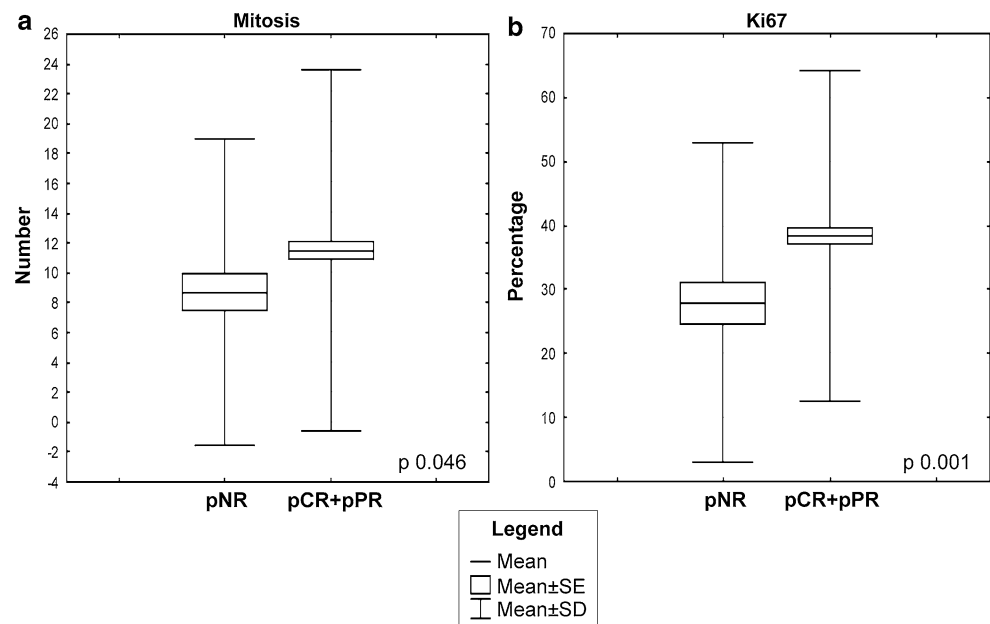 a
Mitosis
Number
26
24
22
20
18
16
14
12
10
8
6
4
2
0
-2
-4
pNR
pCR+pPR
p 0.046
b
Ki67
Percentage
70
60
50
40
30
20
10
0
pNR
pCR+pPR
p 0.001
Legend
Mean
Mean±SE
Mean±SD